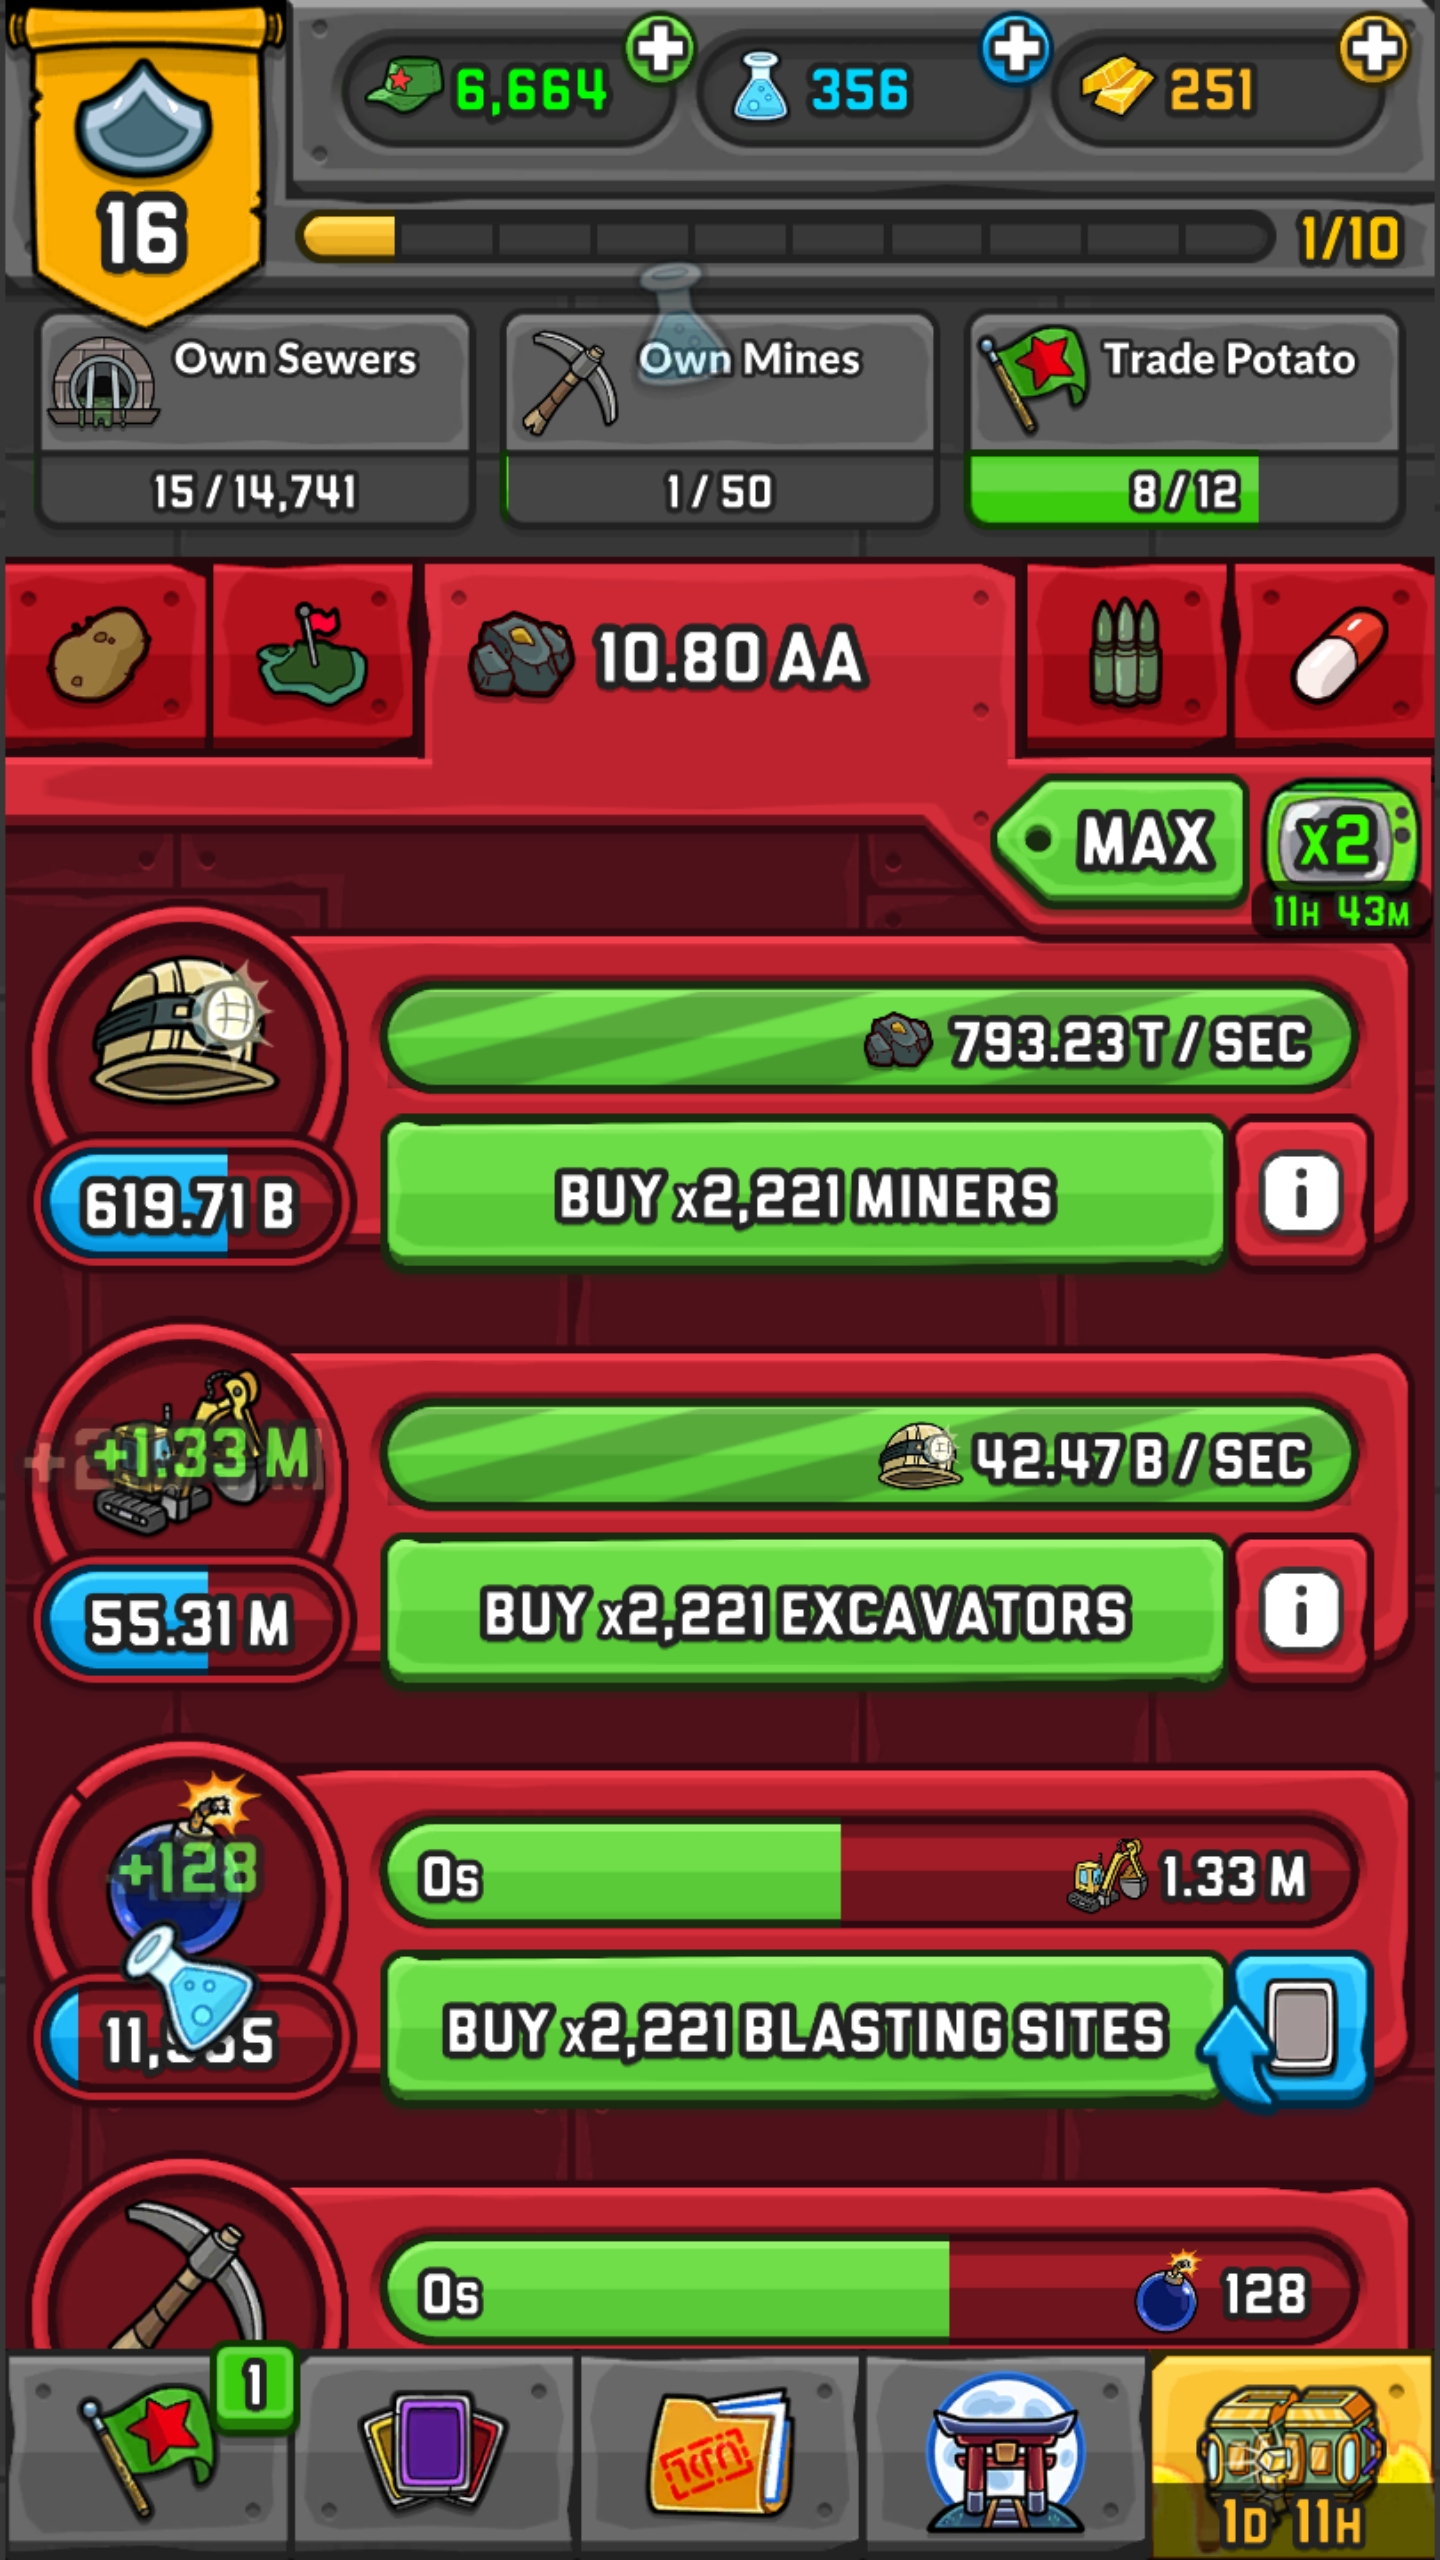 6,664
356
251
16
1/10
Own Sewers
15 / 14,741
Own Mines
1 / 50
Trade Potato
8 / 12
10.80 AA
MAX
x2
11H 43M
793.23 T / SEC
619.71 B
BUY x2,221 MINERS
i
+1.33 M
42.47 B / SEC
55.31 M
BUY x2,221 EXCAVATORS
i
+128
0s
1.33 M
BUY x2,221 BLASTING SITES
0s
128
1
1D 11H